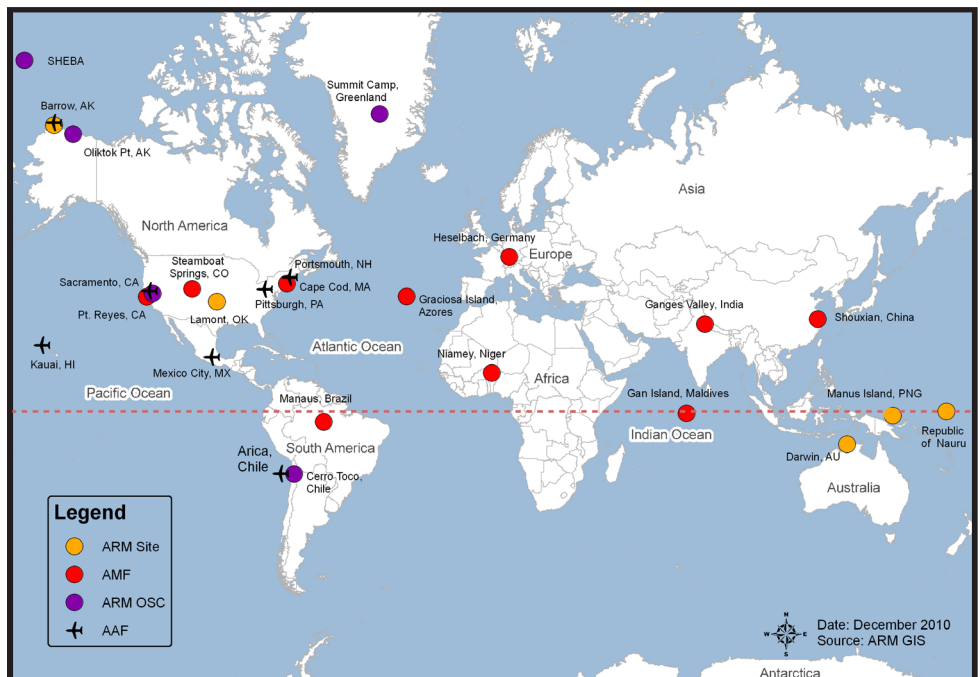 SHEBA
Summit Camp,
Greenland
Barrow, AK
Oliktok Pt, AK
Asia
North America
Heselbach, Germany
Europe
Steamboat
Springs, CO
Portsmouth, NH
Sacramento, CA
Cape Cod, MA
Pittsburgh, PA
Graciosa Island,
Azores
Ganges Valley, India
Pt. Reyes, CA
Lamont, OK
Shouxian, China
Atlantic Ocean
Niamey, Niger
Kauai, HI
Mexico City, MX
Africa
Pacific Ocean
Manaus, Brazil
Gan Island, Maldives
Manus Island, PNG
Republic
of Nauru
Indian Ocean
South America
Arica,
Chile
Darwin, AU
Cerro Toco,
Chile
Australia
Legend
ARM Site
AMF
ARM OSC
AAF
N
W
E
S
Date: December 2010
Source: ARM GIS
Antarctica